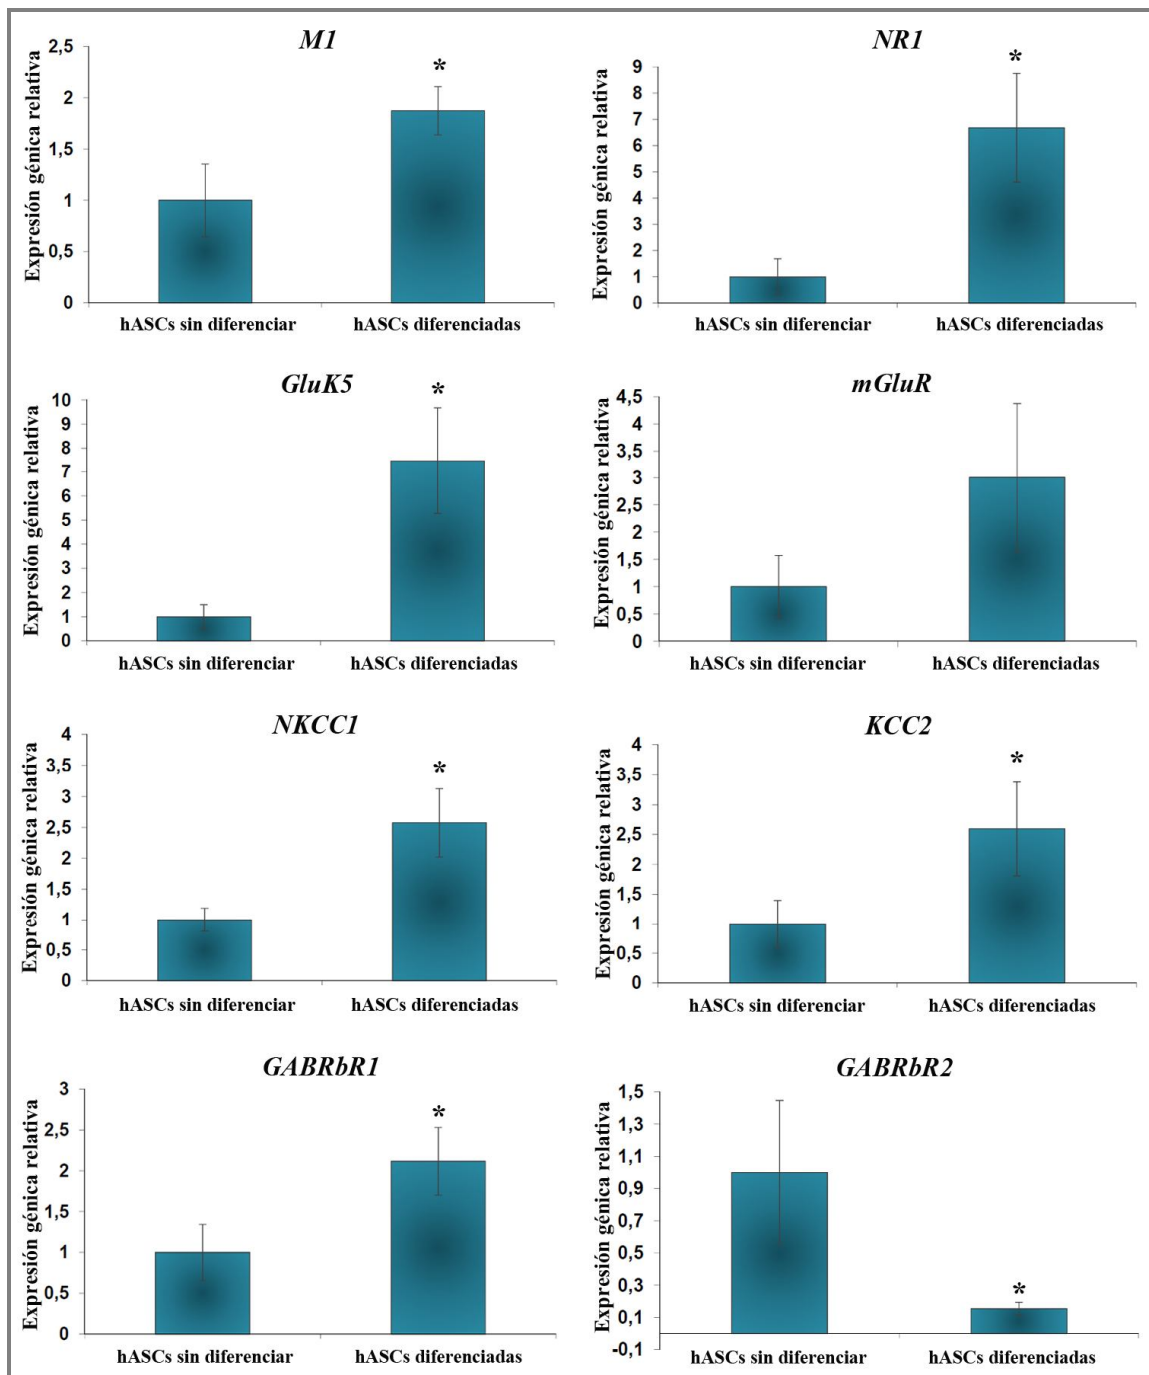 M1
Expresión génica relativa
2,5
2
1,5
1
0,5
0
*
hASCs sin diferenciar
hASCs diferenciadas
NR1
Expresión génica relativa
9
8
7
6
5
4
3
2
1
0
*
hASCs sin diferenciar
hASCs diferenciadas
GluK5
Expresión génica relativa
10
9
8
7
6
5
4
3
2
1
0
*
hASCs sin diferenciar
hASCs diferenciadas
mGluR
Expresión génica relativa
4,5
4
3,5
3
2,5
2
1,5
1
0,5
0
hASCs sin diferenciar
hASCs diferenciadas
NKCC1
Expresión génica relativa
4
3,5
3
2,5
2
1,5
1
0,5
0
*
hASCs sin diferenciar
hASCs diferenciadas
KCC2
Expresión génica relativa
4
3,5
3
2,5
2
1,5
1
0,5
0
*
hASCs sin diferenciar
hASCs diferenciadas
GABRbR1
Expresión génica relativa
3
2,5
2
1,5
1
0,5
0
*
hASCs sin diferenciar
hASCs diferenciadas
GABRbR2
Expresión génica relativa
1,5
1,3
1,1
0,9
0,7
0,5
0,3
0,1
-0,1
*
hASCs sin diferenciar
hASCs diferenciadas